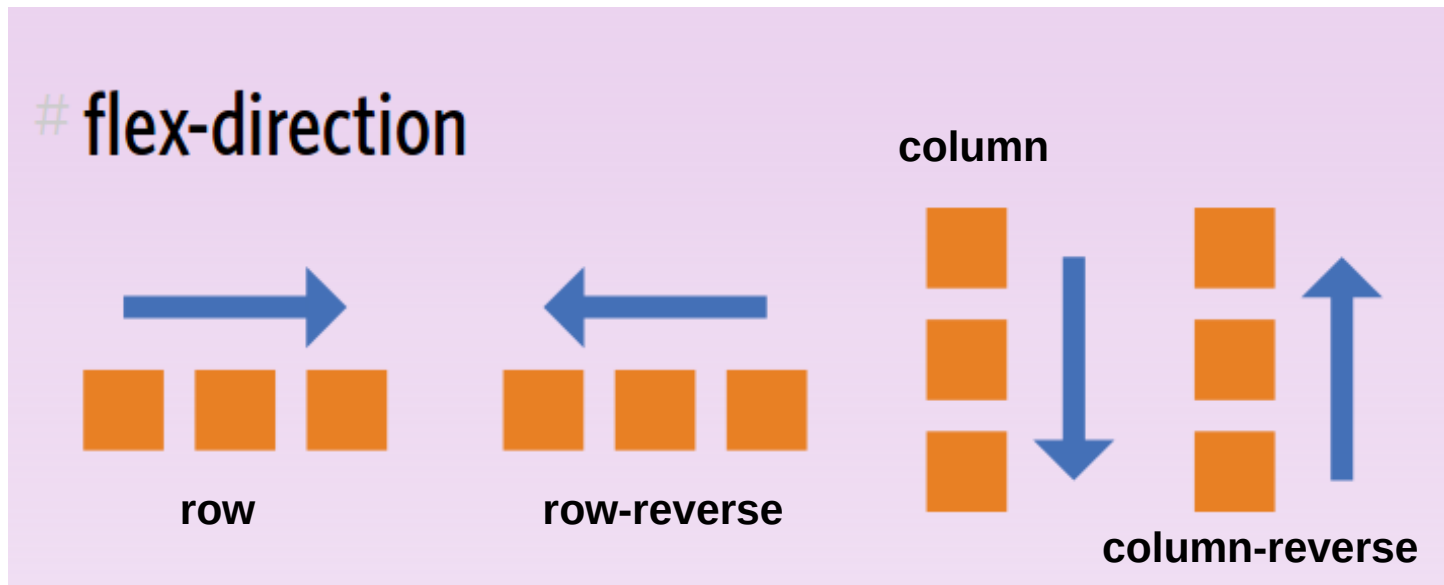 # flex-direction
column
row
row-reverse
column-reverse